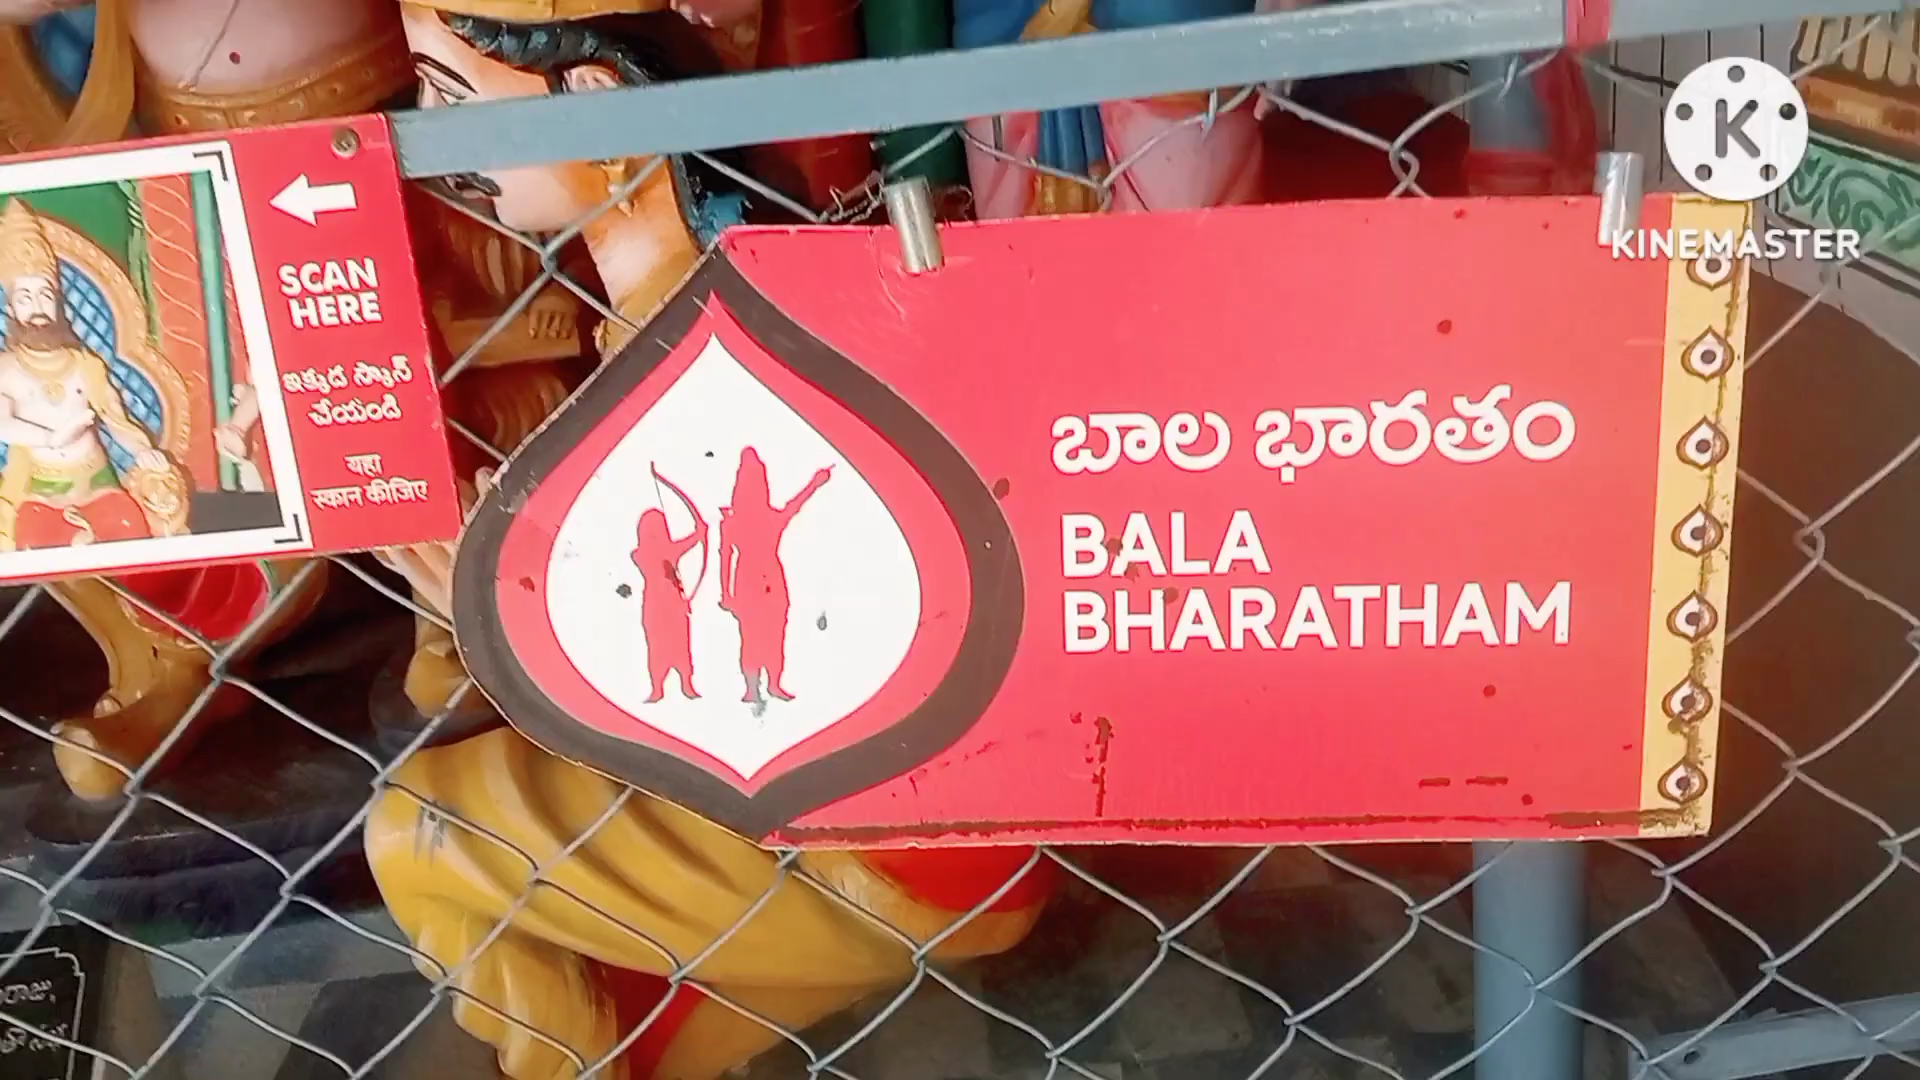 SCAN
HERE
ఇక్కడ స్కాన్
చేయండి
यहा
स्कान कीजिए
బాల భారతం
BALA
BHARATHAM
K
KINEMASTER